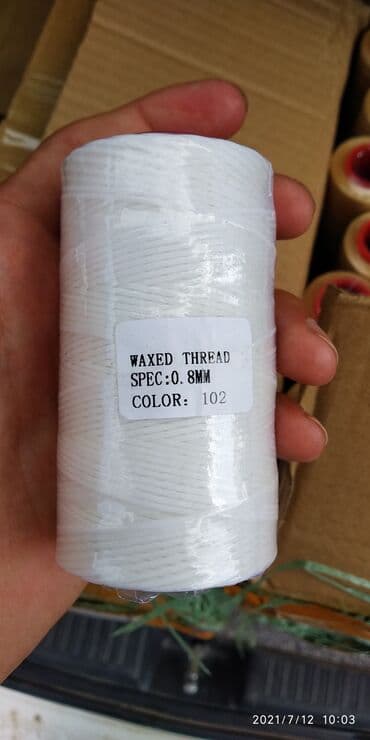 WAXED THREAD
SPEC:0.8MM
COLOR: 102
2021/7/12 10:03